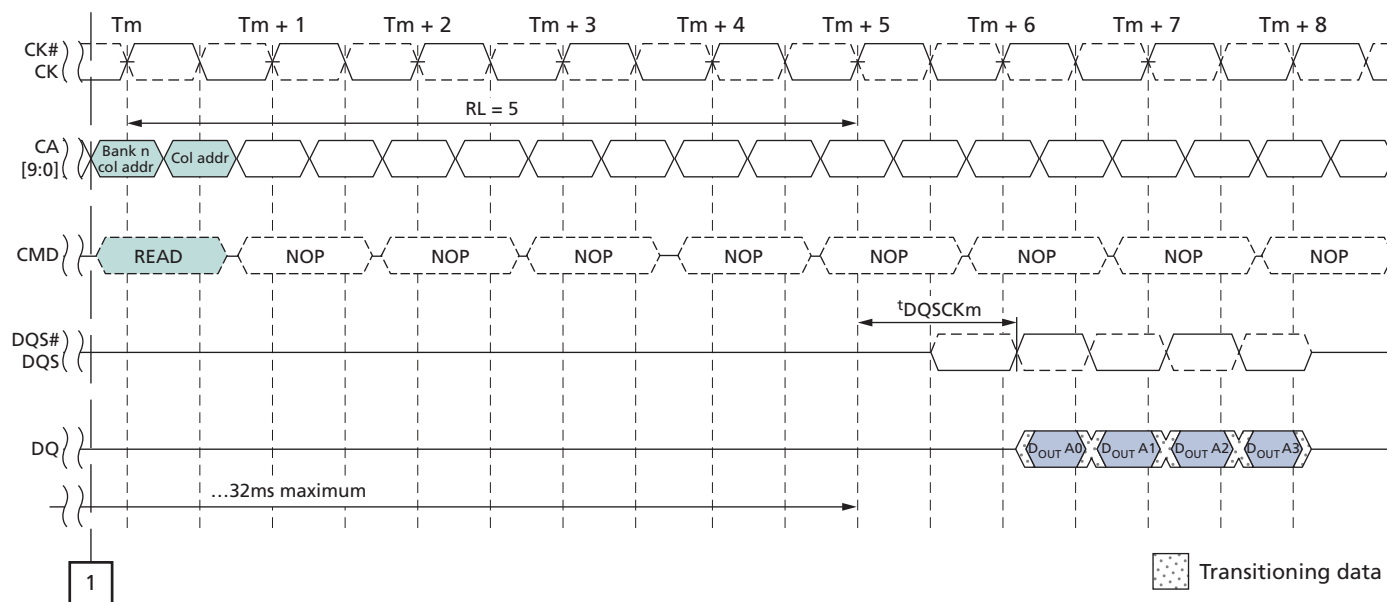 Tm Tm + 1 Tm + 2 Tm + 3 Tm + 4 Tm + 5 Tm + 6 Tm + 7 Tm + 8
CK#
CK
RL = 5
CA
[9:0]
Bank n
col addr
Col addr
CMD READ NOP NOP NOP NOP NOP NOP NOP NOP
tDQSCKm
DQS#
DQS
DQ DOUT A0 DOUT A1 DOUT A2 DOUT A3
...32ms maximum
1
Transitioning data